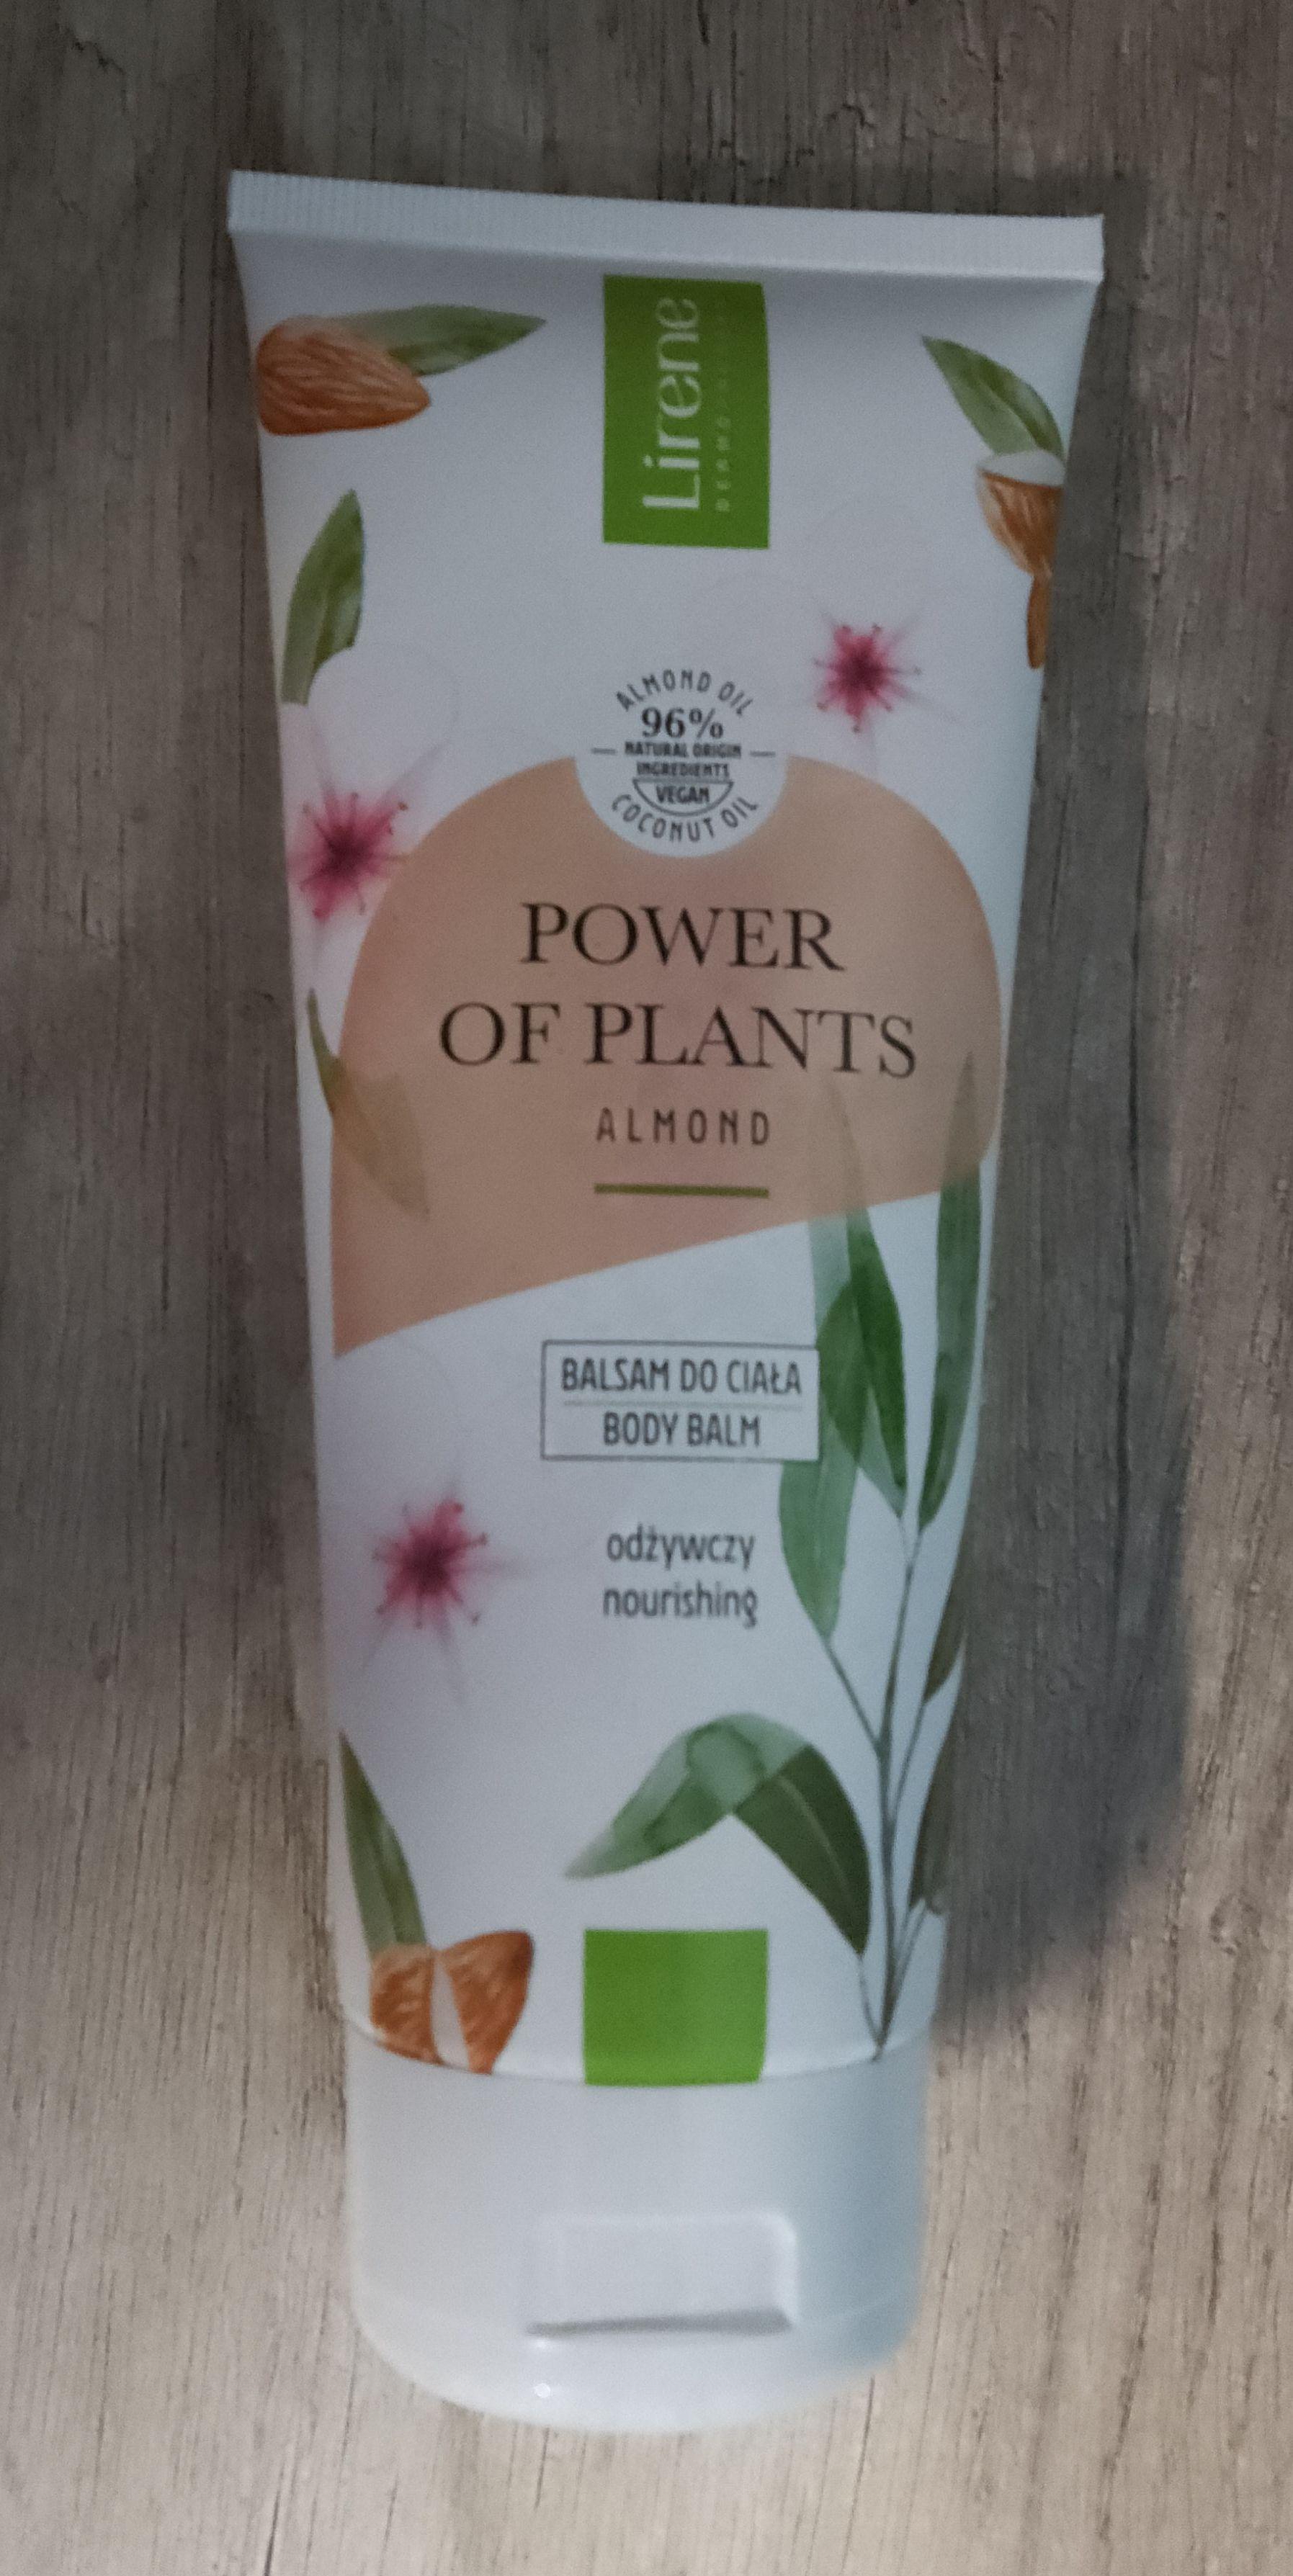 Lirene
ALMOND OIL
96%
NATURAL ORIGIN
INGREDIENTS
VEGAN
COCONUT OIL
POWER
OF PLANTS
ALMOND
BALSAM DO CIAŁA
BODY BALM
odżywczy
nourishing